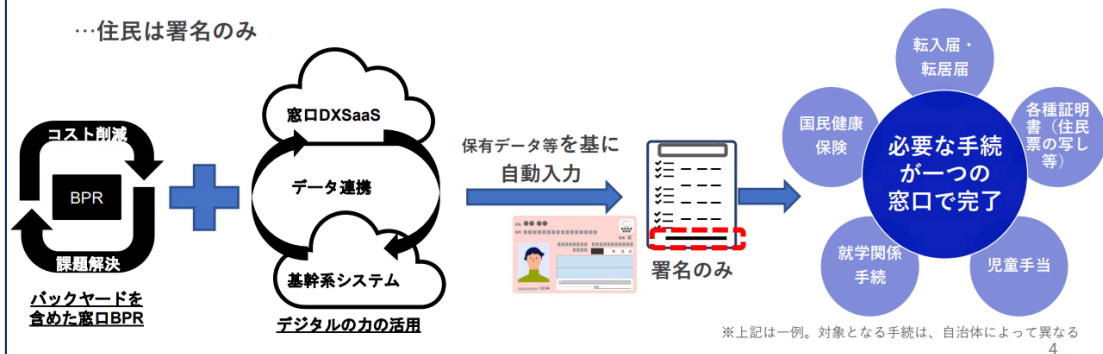 …住民は署名のみ
コスト削減
BPR
課題解決
バックヤードを
含めた窓口BPR
窓口DXSaaS
データ連携
基幹系システム
デジタルの力の活用
保有データ等を基に
自動入力
署名のみ
転入届・
転居届
国民健康
保険
各種証明
書（住民
票の写し
等）
必要な手続
が一つの
窓口で完了
就学関係
手続
児童手当
※上記は一例。対象となる手続は、自治体によって異なる
4